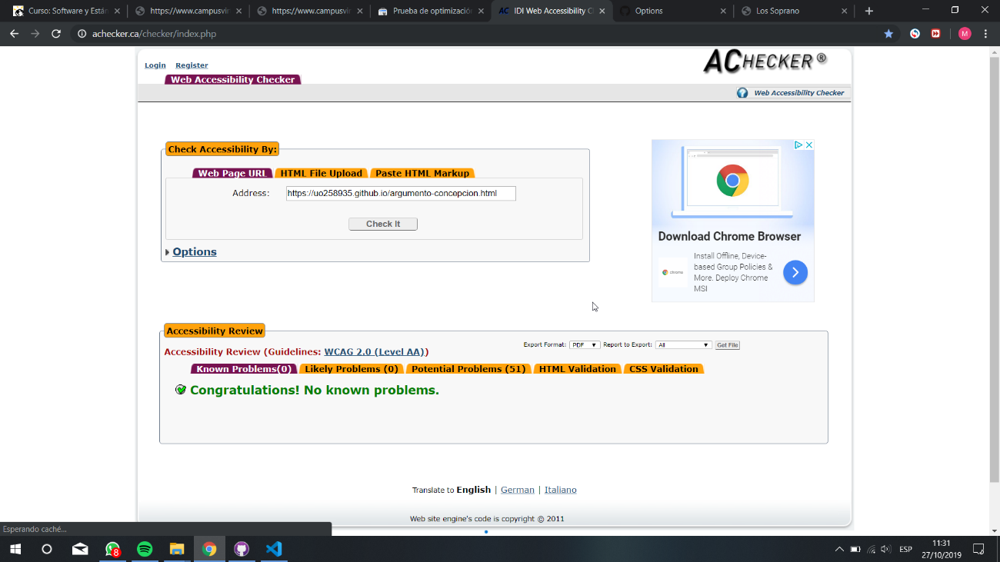 Curso: Software y Están
https://www.campusvir
https://www.campusvir
Prueba de optimización
IDI Web Accessibility C
Options
Los Soprano
achecker.ca/checker/index.php
M
Login Register
ACHECKER ®
Web Accessibility Checker
Web Accessibility Checker
Check Accessibility By:
Web Page URL HTML File Upload Paste HTML Markup
Address: https://uo258935.github.io/argumento-concepcion.html
Check It
Options
Download Chrome Browser
Install Offline, Device-
based Group Policies &
More. Deploy Chrome
MSI
chrome
Accessibility Review
Export Format: PDF Report to Export: All Get File
Accessibility Review (Guidelines: WCAG 2.0 (Level AA))
Known Problems(0) Likely Problems (0) Potential Problems (51) HTML Validation CSS Validation
Congratulations! No known problems.
Translate to English | German | Italiano
Web site engine's code is copyright © 2011
Esperando caché...
8
ESP
11:31
27/10/2019